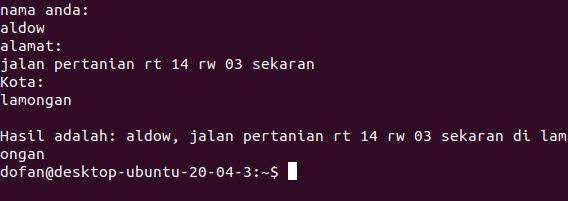 nama anda:
aldow
alamat:
jalan pertanian rt 14 rw 03 sekaran
Kota:
lamongan

Hasil adalah: aldow, jalan pertanian rt 14 rw 03 sekaran di lam
ongan
dofan@desktop-ubuntu-20-04-3:~$